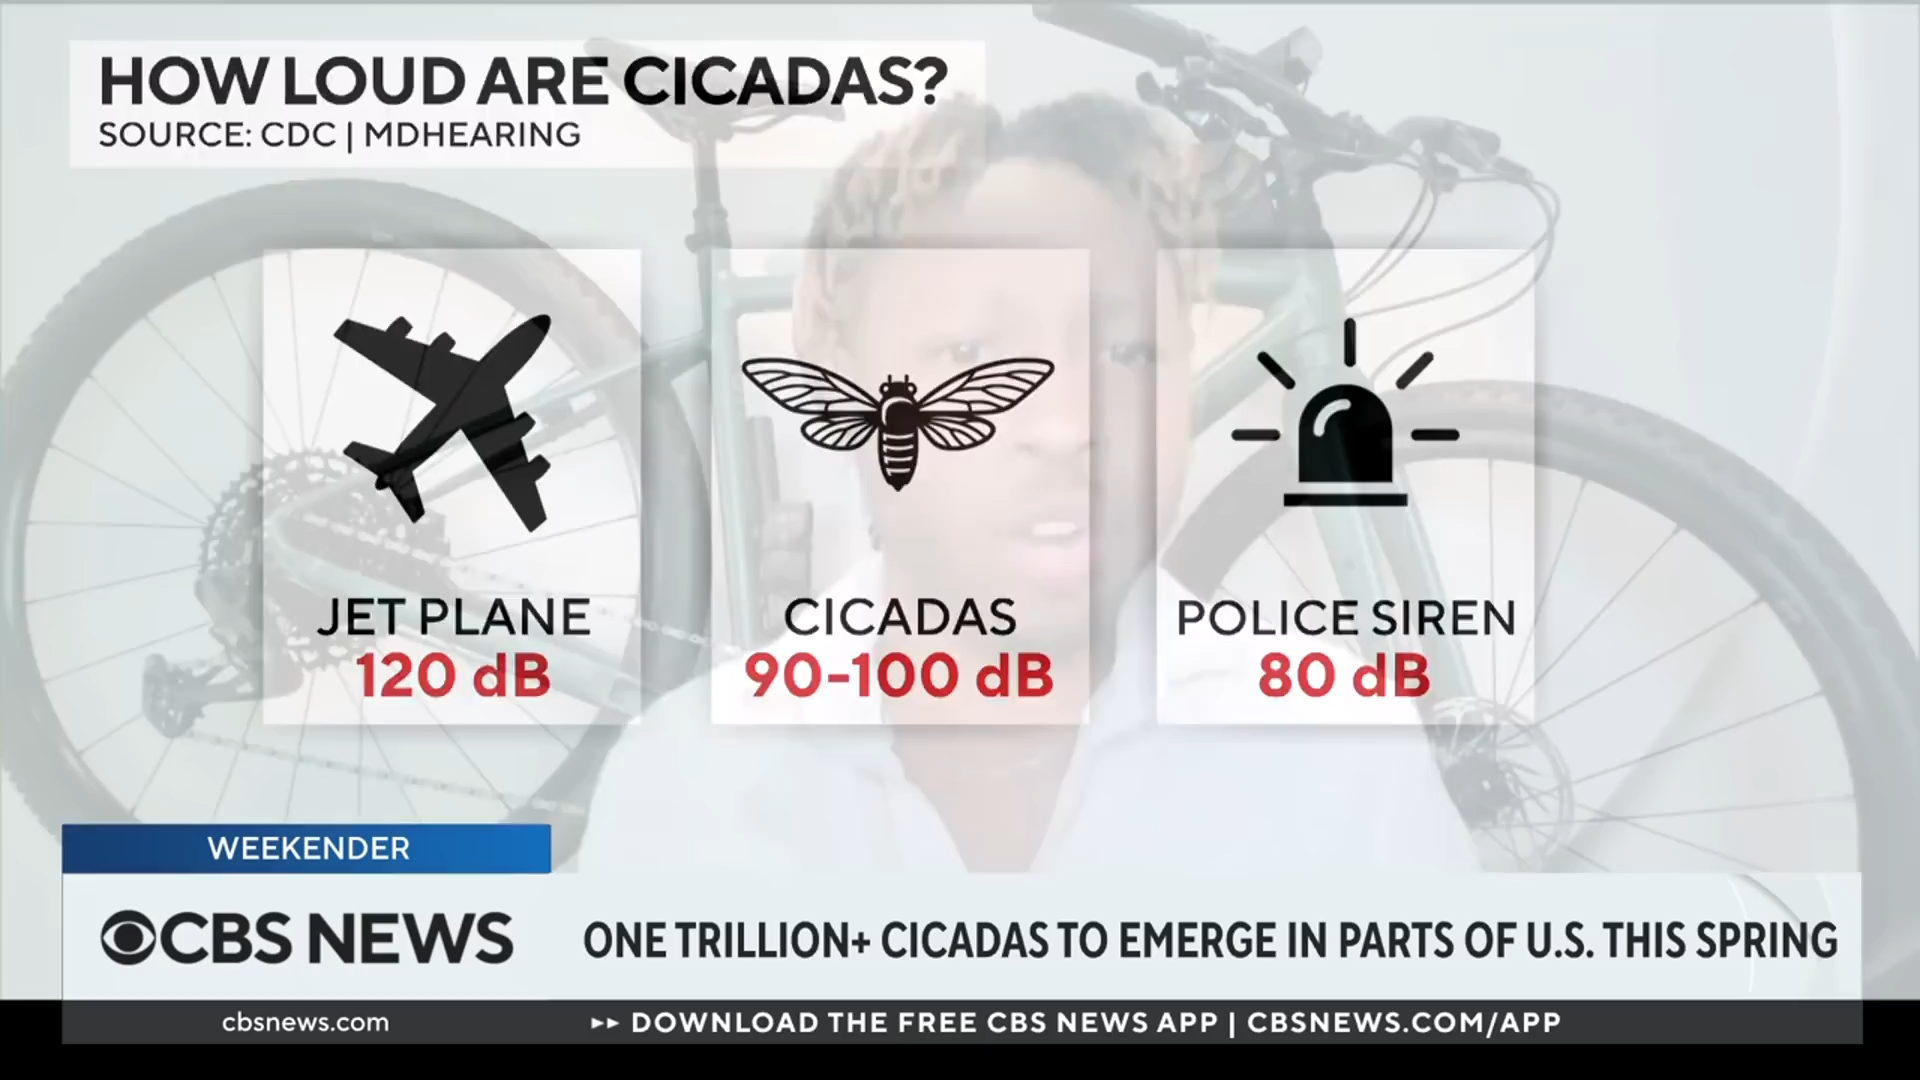 HOW LOUD ARE CICADAS?
SOURCE: CDC | MDHEARING
JET PLANE
120 dB
CICADAS
90-100 dB
POLICE SIREN
80 dB
WEEKENDER
CBS NEWS
ONE TRILLION+ CICADAS TO EMERGE IN PARTS OF U.S. THIS SPRING
cbsnews.com
DOWNLOAD THE FREE CBS NEWS APP | CBSNEWS.COM/APP